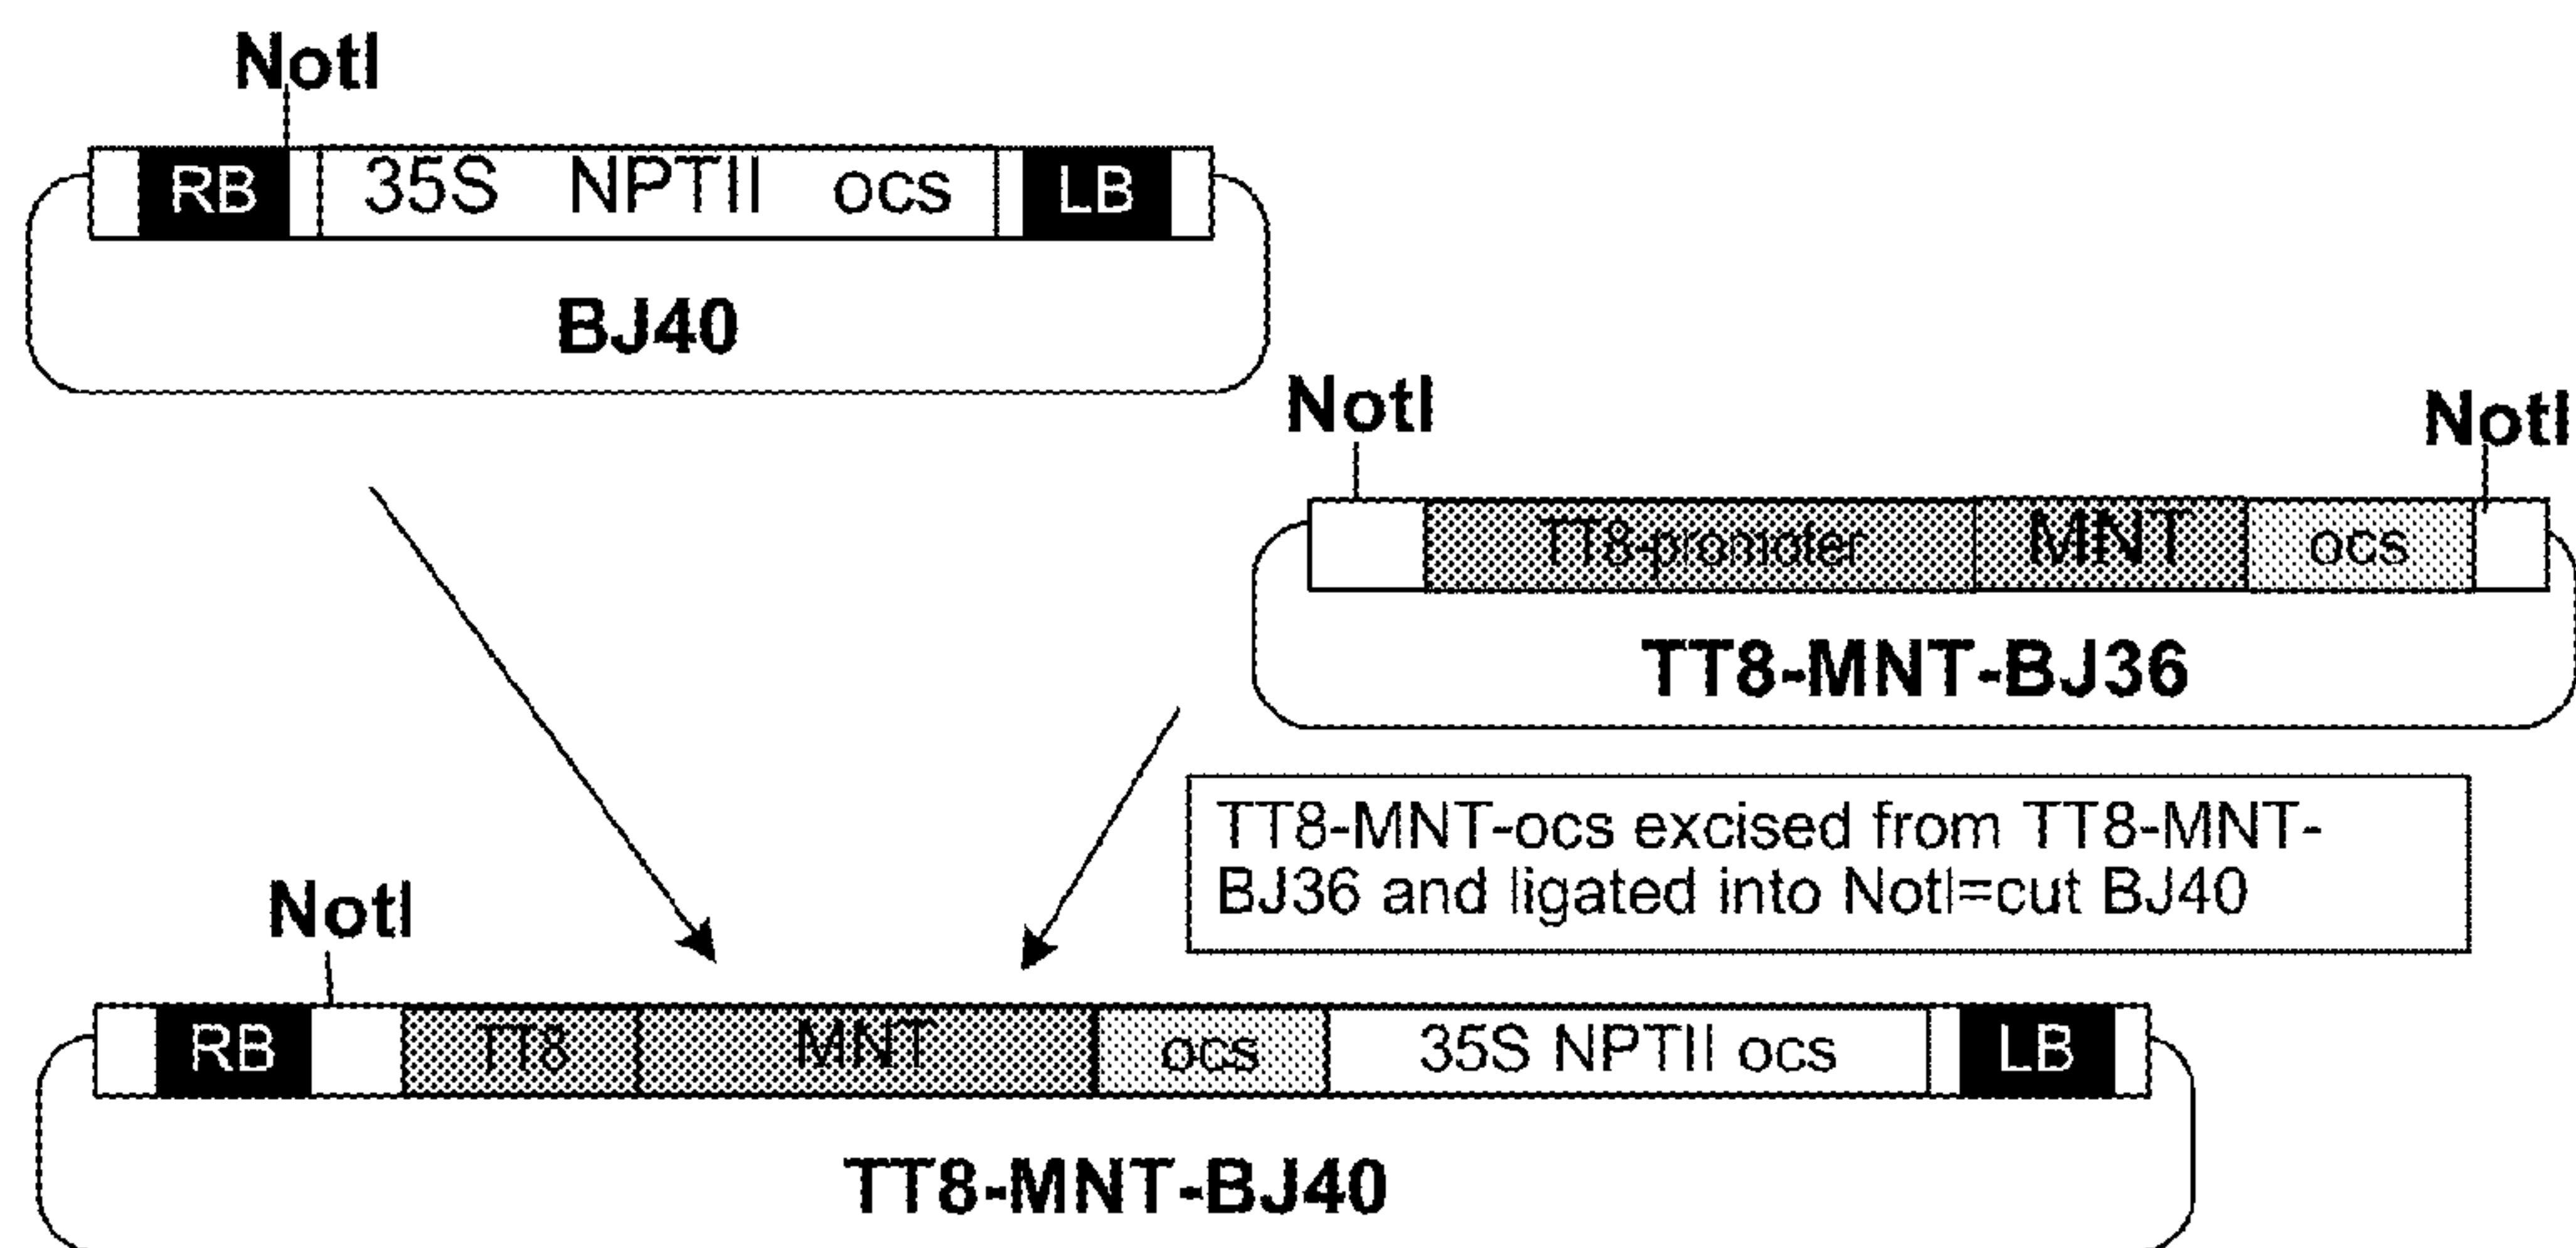 NotI
RB 35S NPTII ocs LB
BJ40
NotI NotI
TT8-promoter MNT ocs
TT8-MNT-BJ36
TT8-MNT-ocs excised from TT8-MNT-
BJ36 and ligated into NotI=cut BJ40
NotI
RB TT8 MNT ocs 35S NPTII ocs LB
TT8-MNT-BJ40